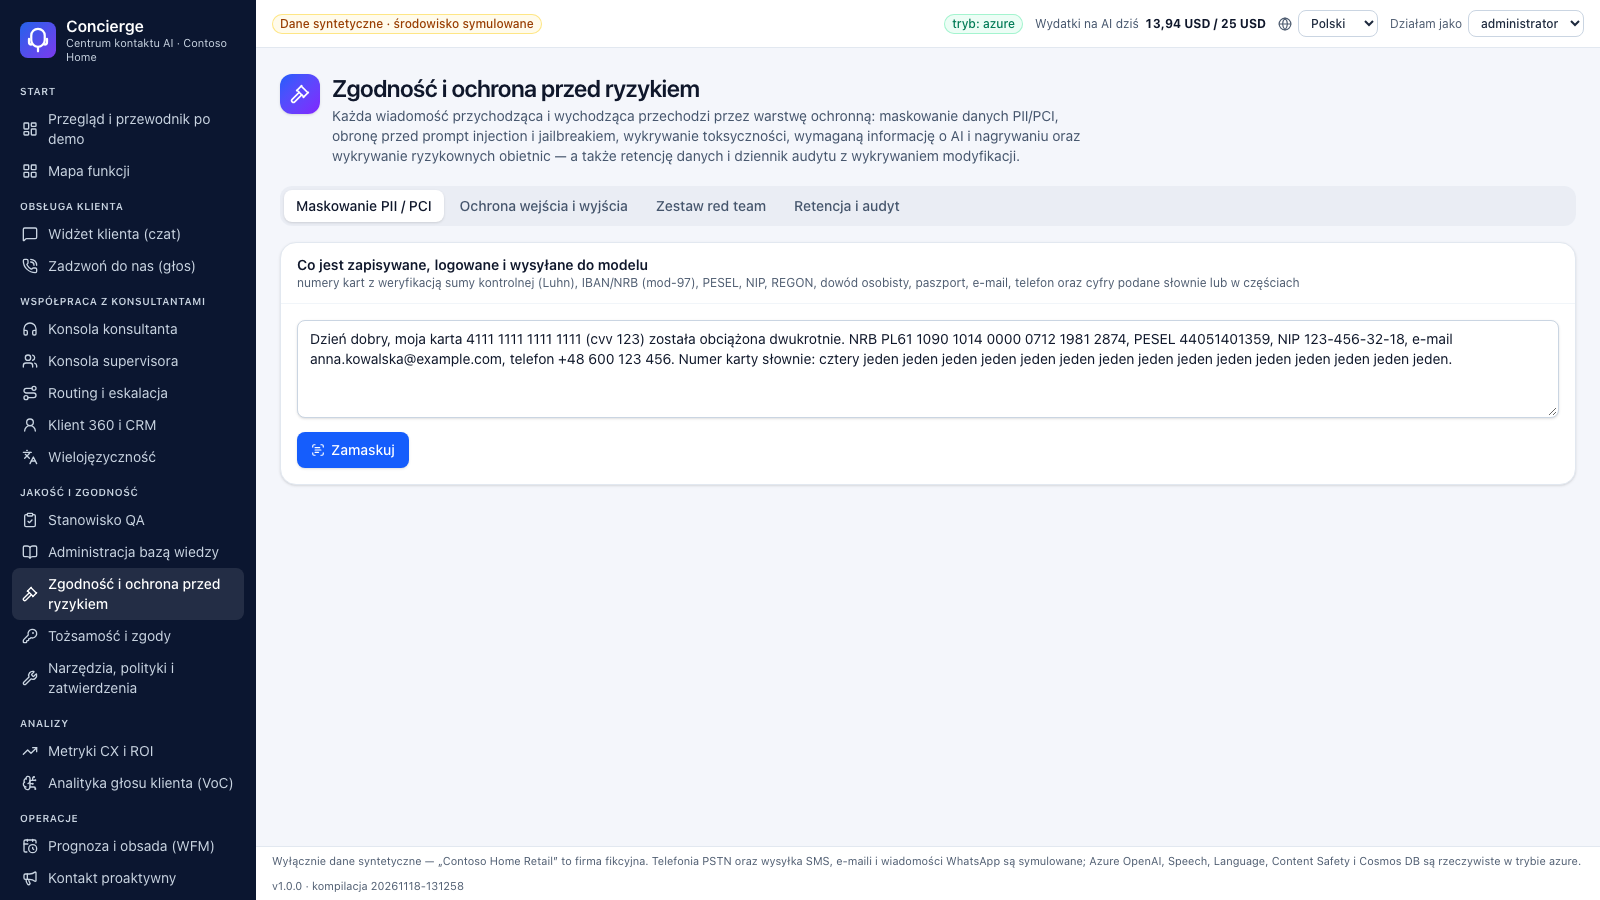 Concierge
Centrum kontaktu AI · Contoso
Home
START
Przegląd i przewodnik po
demo
Mapa funkcji
OBSŁUGA KLIENTA
Widżet klienta (czat)
Zadzwoń do nas (głos)
WSPÓŁPRACA Z KONSULTANTAMI
Konsola konsultanta
Konsola supervisora
Routing i eskalacja
Klient 360 i CRM
Wielojęzyczność
JAKOŚĆ I ZGODNOŚĆ
Stanowisko QA
Administracja bazą wiedzy
Zgodność i ochrona przed
ryzykiem
Tożsamość i zgody
Narzędzia, polityki i
zatwierdzenia
ANALIZY
Metryki CX i ROI
Analityka głosu klienta (VoC)
OPERACJE
Prognoza i obsada (WFM)
Kontakt proaktywny
Dane syntetyczne · środowisko symulowane
tryb: azure
Wydatki na AI dziś 13,94 USD / 25 USD
Polski
Działam jako
administrator
Zgodność i ochrona przed ryzykiem
Każda wiadomość przychodząca i wychodząca przechodzi przez warstwę ochronną: maskowanie danych PII/PCI,
obronę przed prompt injection i jailbreakiem, wykrywanie toksyczności, wymaganą informację o AI i nagrywaniu oraz
wykrywanie ryzykownych obietnic — a także retencję danych i dziennik audytu z wykrywaniem modyfikacji.
Maskowanie PII / PCI
Ochrona wejścia i wyjścia
Zestaw red team
Retencja i audyt
Co jest zapisywane, logowane i wysyłane do modelu
numery kart z weryfikacją sumy kontrolnej (Luhn), IBAN/NRB (mod-97), PESEL, NIP, REGON, dowód osobisty, paszport, e-mail, telefon oraz cyfry podane słownie lub w częściach
Dzień dobry, moja karta 4111 1111 1111 1111 (cvv 123) została obciążona dwukrotnie. NRB PL61 1090 1014 0000 0712 1981 2874, PESEL 44051401359, NIP 123-456-32-18, e-mail
anna.kowalska@example.com, telefon +48 600 123 456. Numer karty słownie: cztery jeden jeden jeden jeden jeden jeden jeden jeden jeden jeden jeden jeden jeden jeden jeden.
Zamaskuj
Wyłącznie dane syntetyczne — „Contoso Home Retail” to firma fikcyjna. Telefonia PSTN oraz wysyłka SMS, e-maili i wiadomości WhatsApp są symulowane; Azure OpenAI, Speech, Language, Content Safety i Cosmos DB są rzeczywiste w trybie azure.
v1.0.0 · kompilacja 20261118-131258